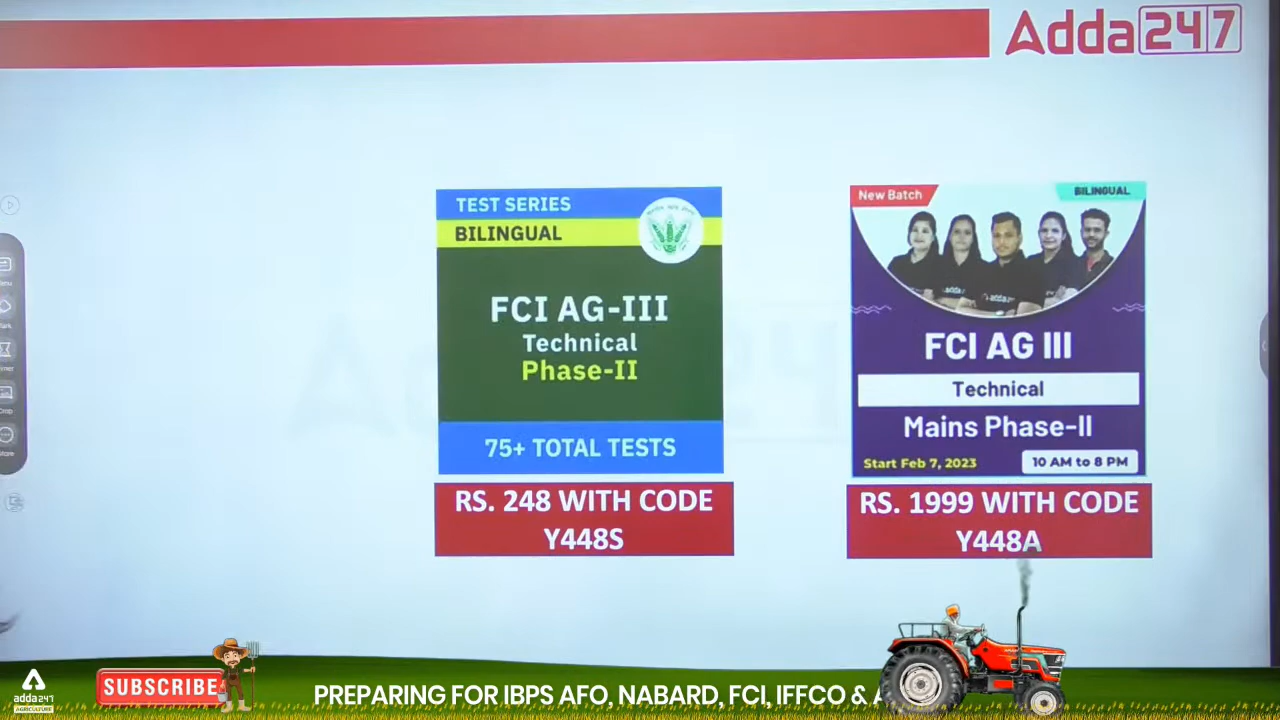 Adda247
TEST SERIES
BILINGUAL
FCI AG-III
Technical
Phase-II
75+ TOTAL TESTS
RS. 248 WITH CODE
Y448S
New Batch
BILINGUAL
FCI AG III
Technical
Mains Phase-II
Start Feb 7, 2023
10 AM to 8 PM
RS. 1999 WITH CODE
Y448A
adda247
AGRICULTURE
SUBSCRIBE
PREPARING FOR IBPS AFO, NABARD, FCI, IFFCO & A